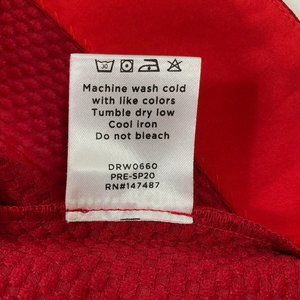 Machine wash cold
with like colors
Tumble dry low
Cool iron
Do not bleach
DRW0660
PRE-SP20
RN#147487